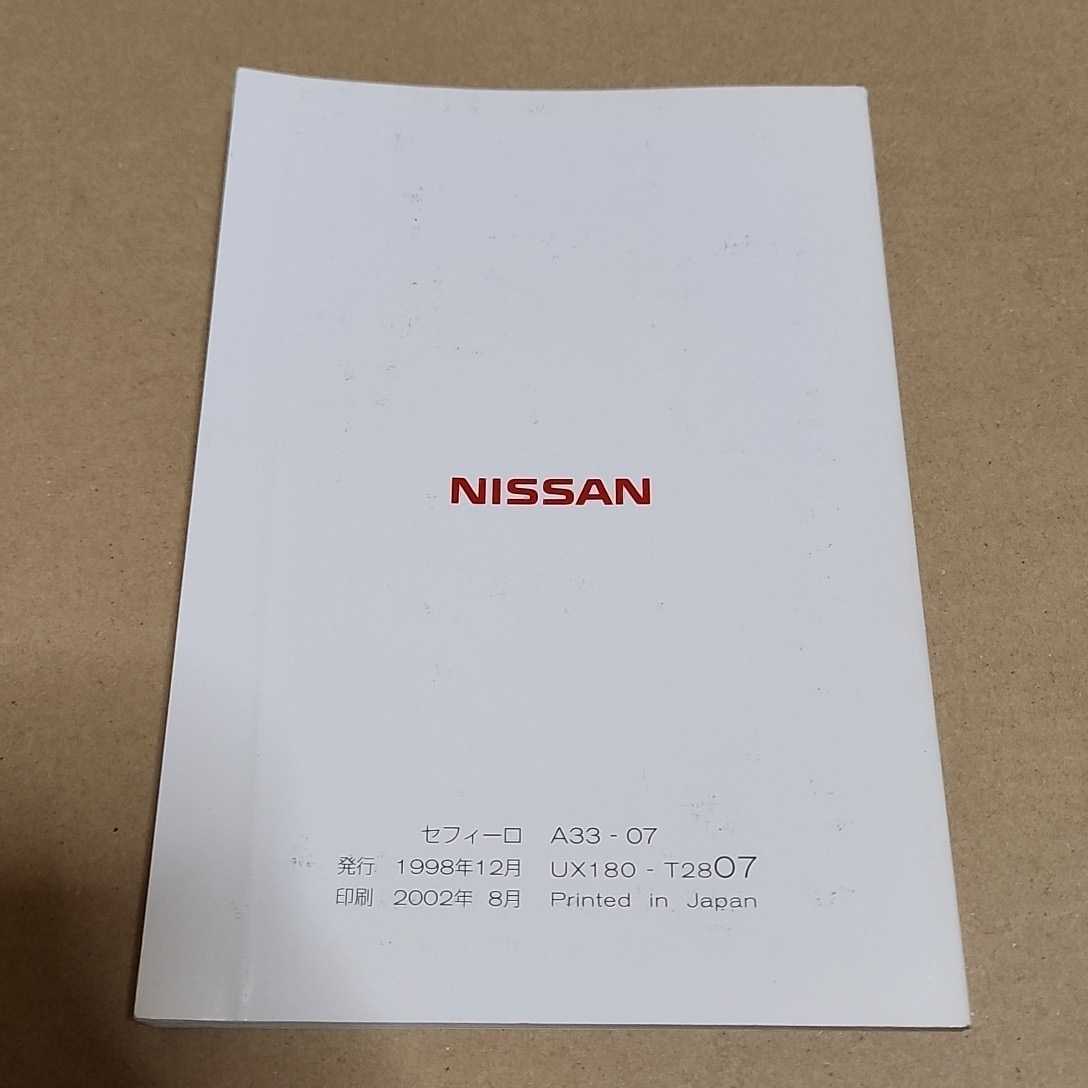 NISSAN
セフィーロ A33 - 07
発行 1998年12月 UX180 - T2807
印刷 2002年 8月 Printed in Japan